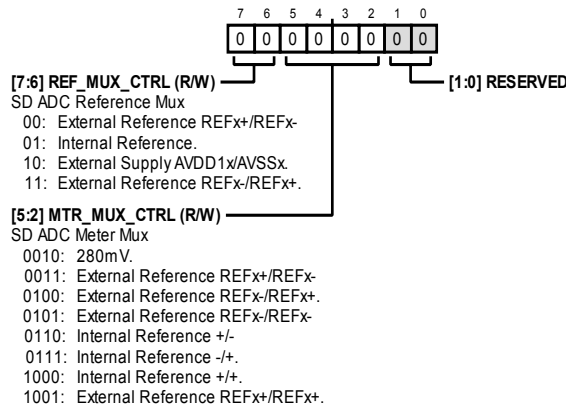 7 6 5 4 3 2 1 0
0 0 0 0 0 0 0 0
[7:6] REF_MUX_CTRL (R/W) [1:0] RESERVED
SD ADC Reference Mux
00: External Reference REFx+/REFx-
01: Internal Reference.
10: External Supply AVDD1x/AVSSx.
11: External Reference REFx-/REFx+.
[5:2] MTR_MUX_CTRL (R/W)
SD ADC Meter Mux
0010: 280mV.
0011: External Reference REFx+/REFx-
0100: External Reference REFx-/REFx+.
0101: External Reference REFx-/REFx-
0110: Internal Reference +/-
0111: Internal Reference -/+.
1000: Internal Reference +/+.
1001: External Reference REFx+/REFx+.